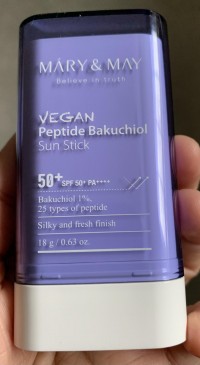 MARY & MAY
Believe in truth
VEGAN
Peptide Bakuchiol
Sun Stick
50+ SPF 50+ PA++++
Bakuchiol 1%,
25 types of peptide
Silky and fresh finish
18 g / 0.63 oz.